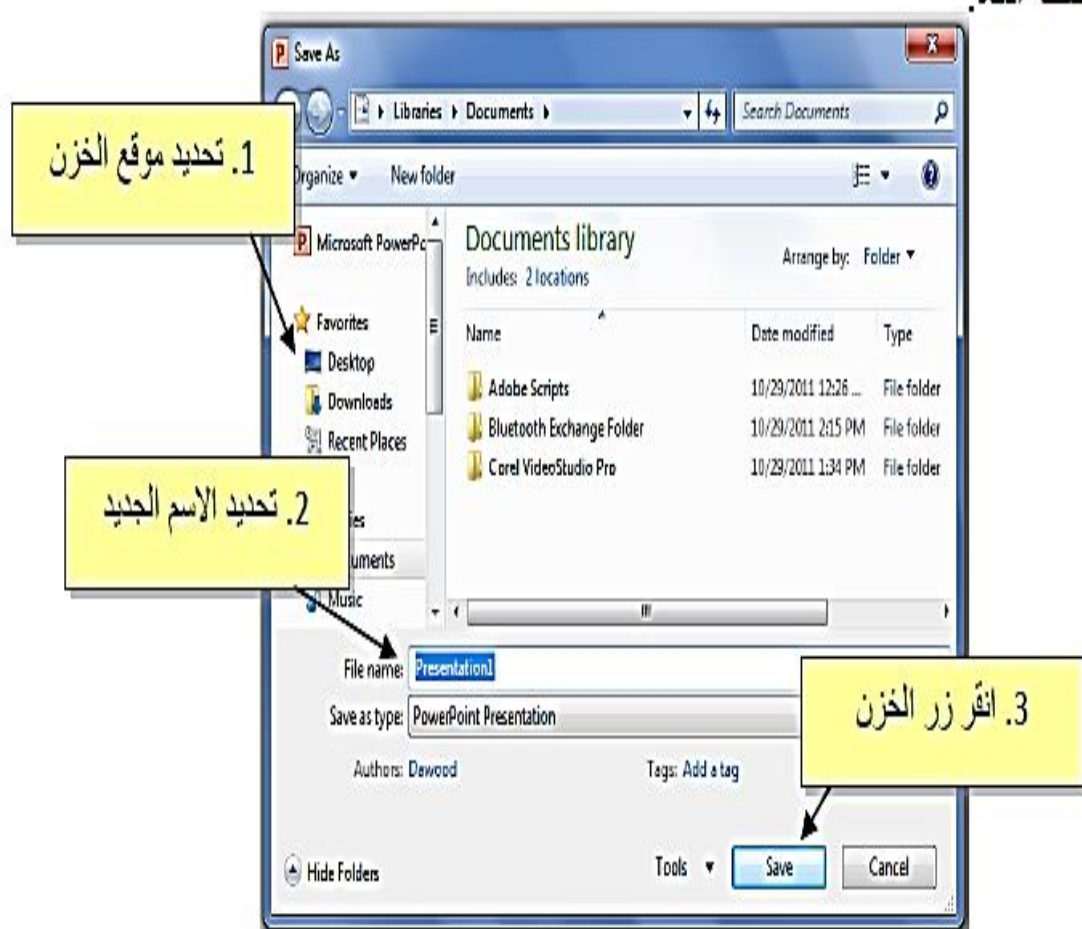 Save As
Libraries ▸ Documents ▸
Search Documents
1. تحديد موقع الخزن
Organize
New folder
Microsoft PowerPo
Documents library
Includes: 2 locations
Arrange by: Folder
Favorites
Name
Date modified
Type
Desktop
Adobe Scripts
10/29/2011 12:26 ...
File folder
Downloads
Bluetooth Exchange Folder
10/29/2011 2:15 PM
File folder
Recent Places
Corel VideoStudio Pro
10/29/2011 1:34 PM
File folder
2. تحديد الاسم الجديد
ies
uments
Music
File name: Presentation1
Save as type: PowerPoint Presentation
3. انقر زر الخزن
Authors: Dawood
Tags: Add a tag
Hide Folders
Tools
Save
Cancel